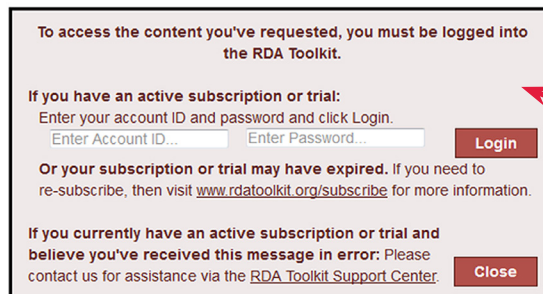 To access the content you've requested, you must be logged into
the RDA Toolkit.
If you have an active subscription or trial:
Enter your account ID and password and click Login.
Enter Account ID... Enter Password... Login
Or your subscription or trial may have expired. If you need to
re-subscribe, then visit www.rdatoolkit.org/subscribe for more information.
If you currently have an active subscription or trial and
believe you've received this message in error: Please
contact us for assistance via the RDA Toolkit Support Center. Close